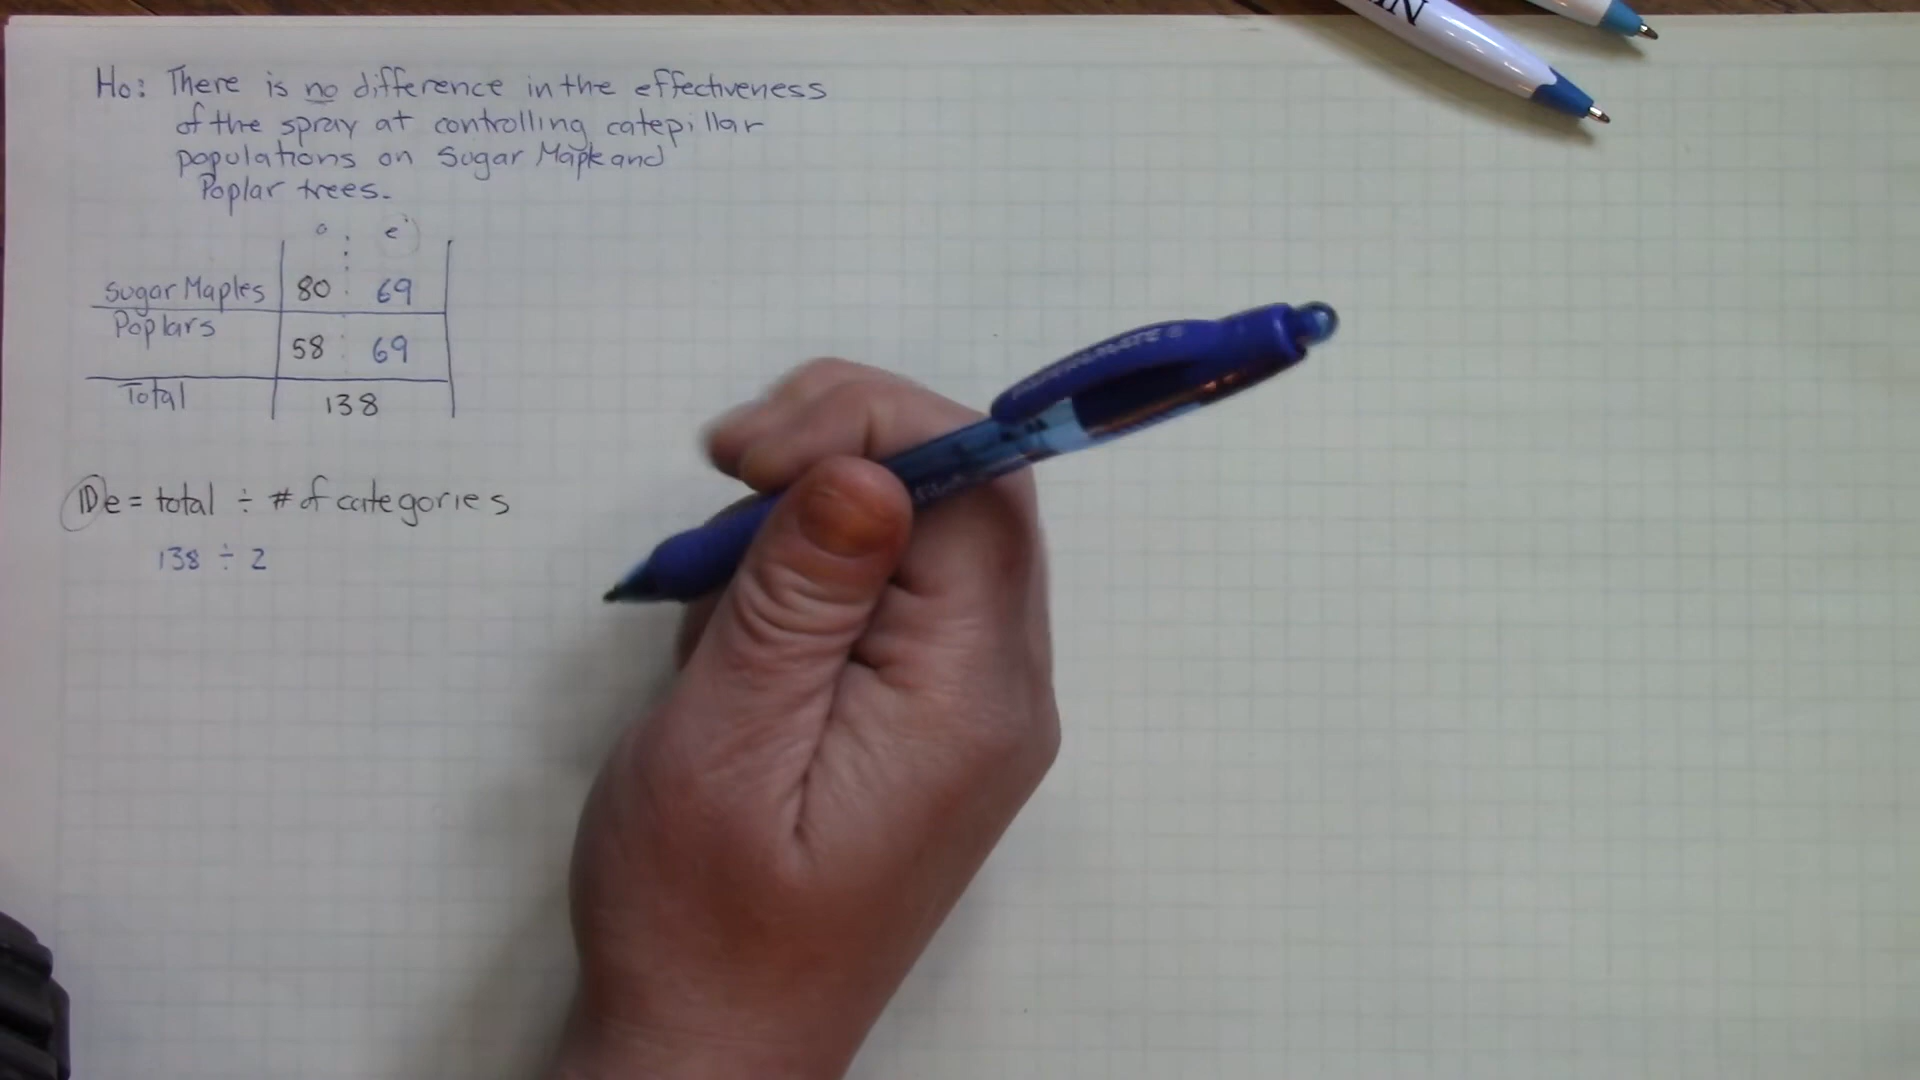 Ho: There is no difference in the effectiveness
of the spray at controlling catepillar
populations on Sugar Maple and
Poplar trees.
o e
Sugar Maples 80 69
Poplars 58 69
Total 138
1) e = total ÷ # of categories
138 ÷ 2